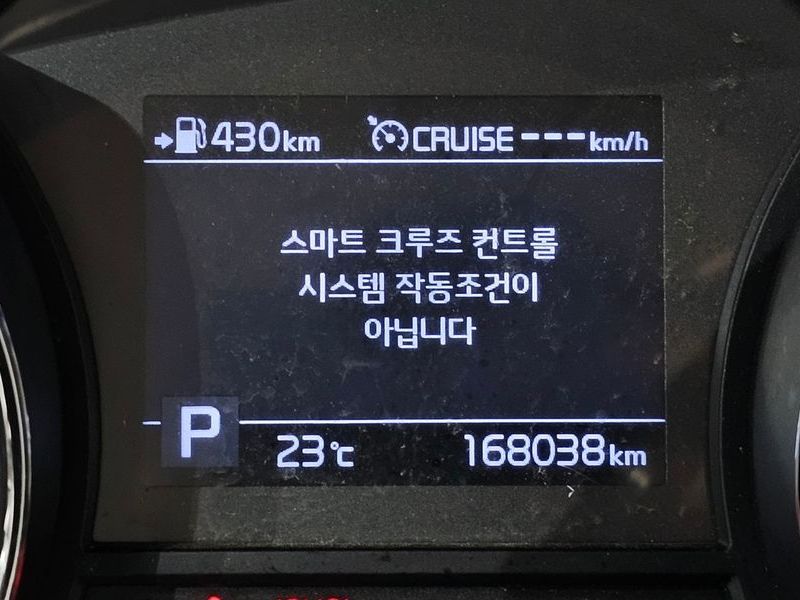 430km CRUISE ---km/h
스마트 크루즈 컨트롤
시스템 작동조건이
아닙니다
P 23℃ 168038km